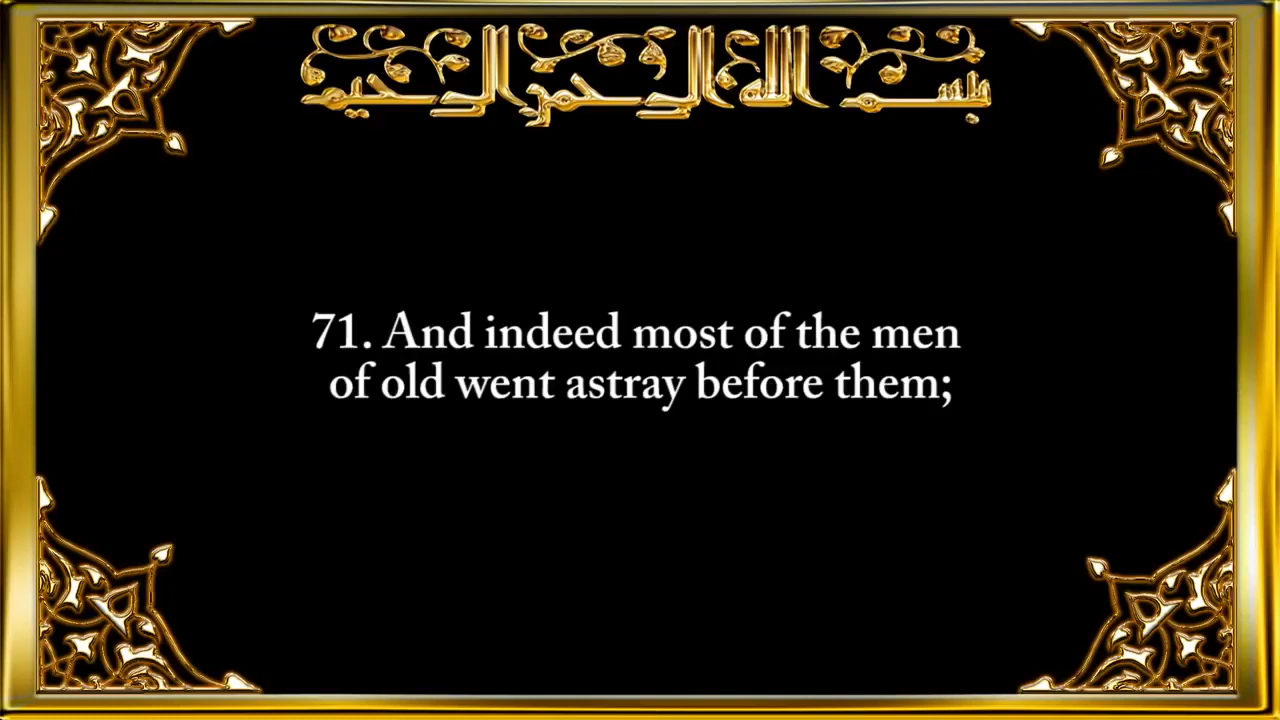 بسم الله الرحمن الرحيم
71. And indeed most of the men
of old went astray before them;